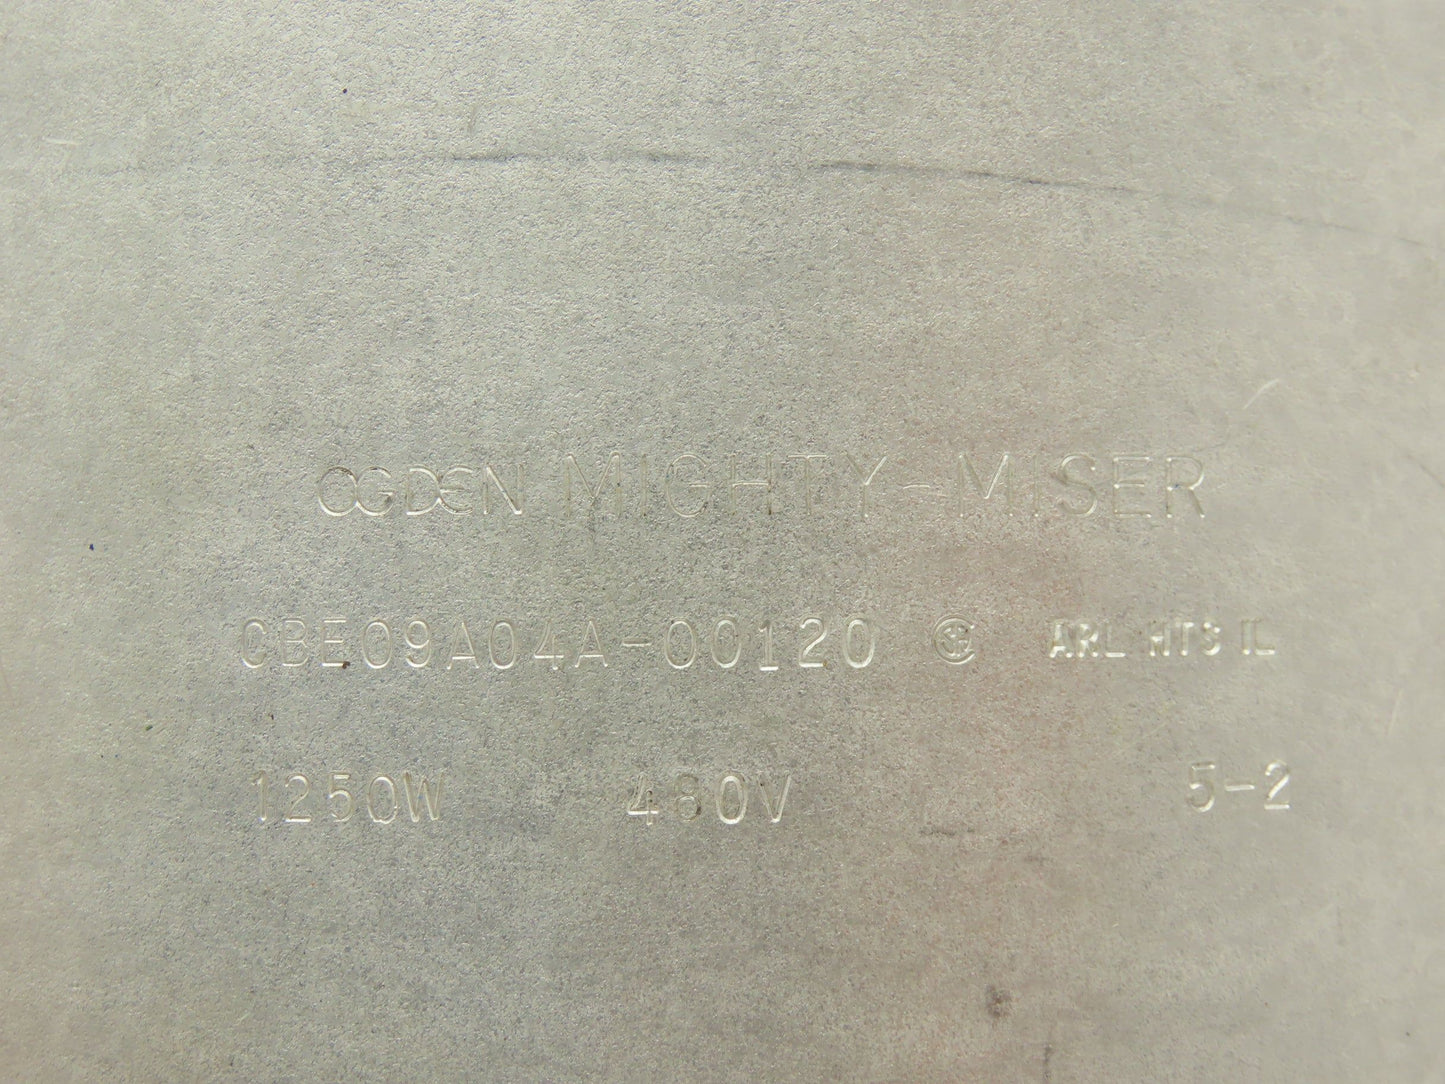 OGDEN MIGHTY-MISER
CBE09A04A-00120 ARL HTS IL
1250W 480V 5-2